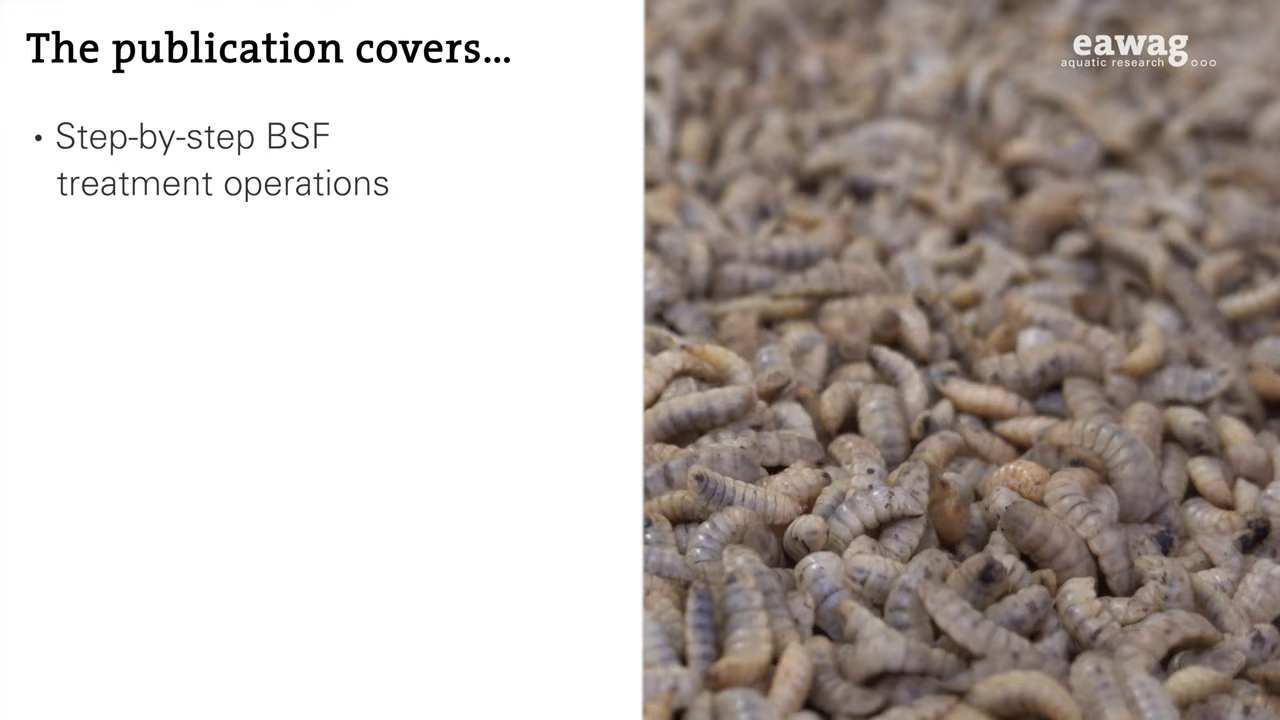 The publication covers...
• Step-by-step BSF
treatment operations
eawag
aquatic research